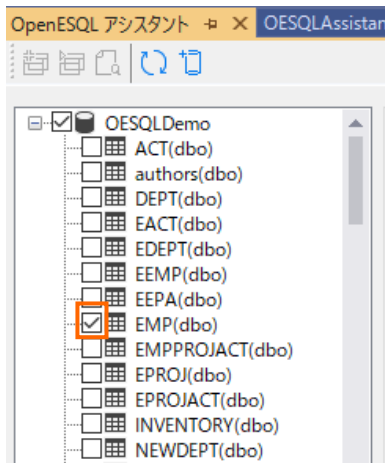 OpenESQL アシスタント OESQLAssistan
OESQLDemo
ACT(dbo)
authors(dbo)
DEPT(dbo)
EACT(dbo)
EDEPT(dbo)
EEMP(dbo)
EEPA(dbo)
EMP(dbo)
EMPPROJACT(dbo)
EPROJ(dbo)
EPROJACT(dbo)
INVENTORY(dbo)
NEWDEPT(dbo)